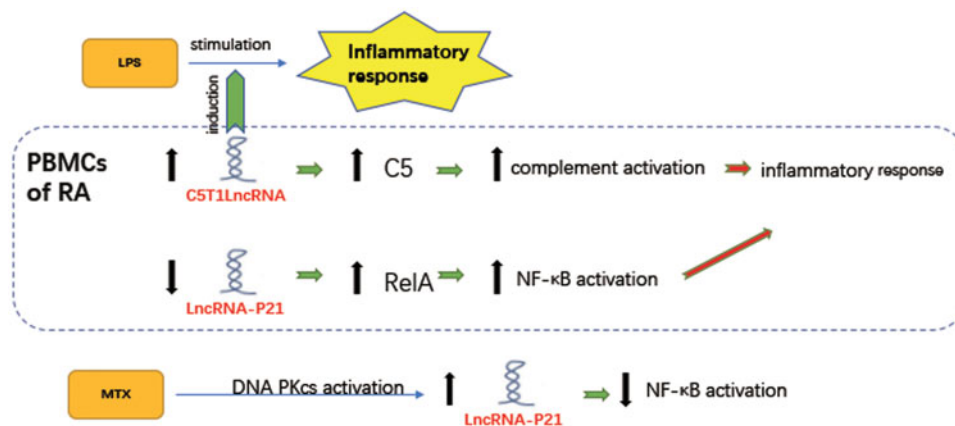 stimulation
LPS
Inflammatory
response
induction
PBMCs
of RA
C5
complement activation
inflammatory response
C5T1LncRNA
RelA
NF-κB activation
LncRNA-P21
MTX
DNA PKcs activation
NF-κB activation
LncRNA-P21